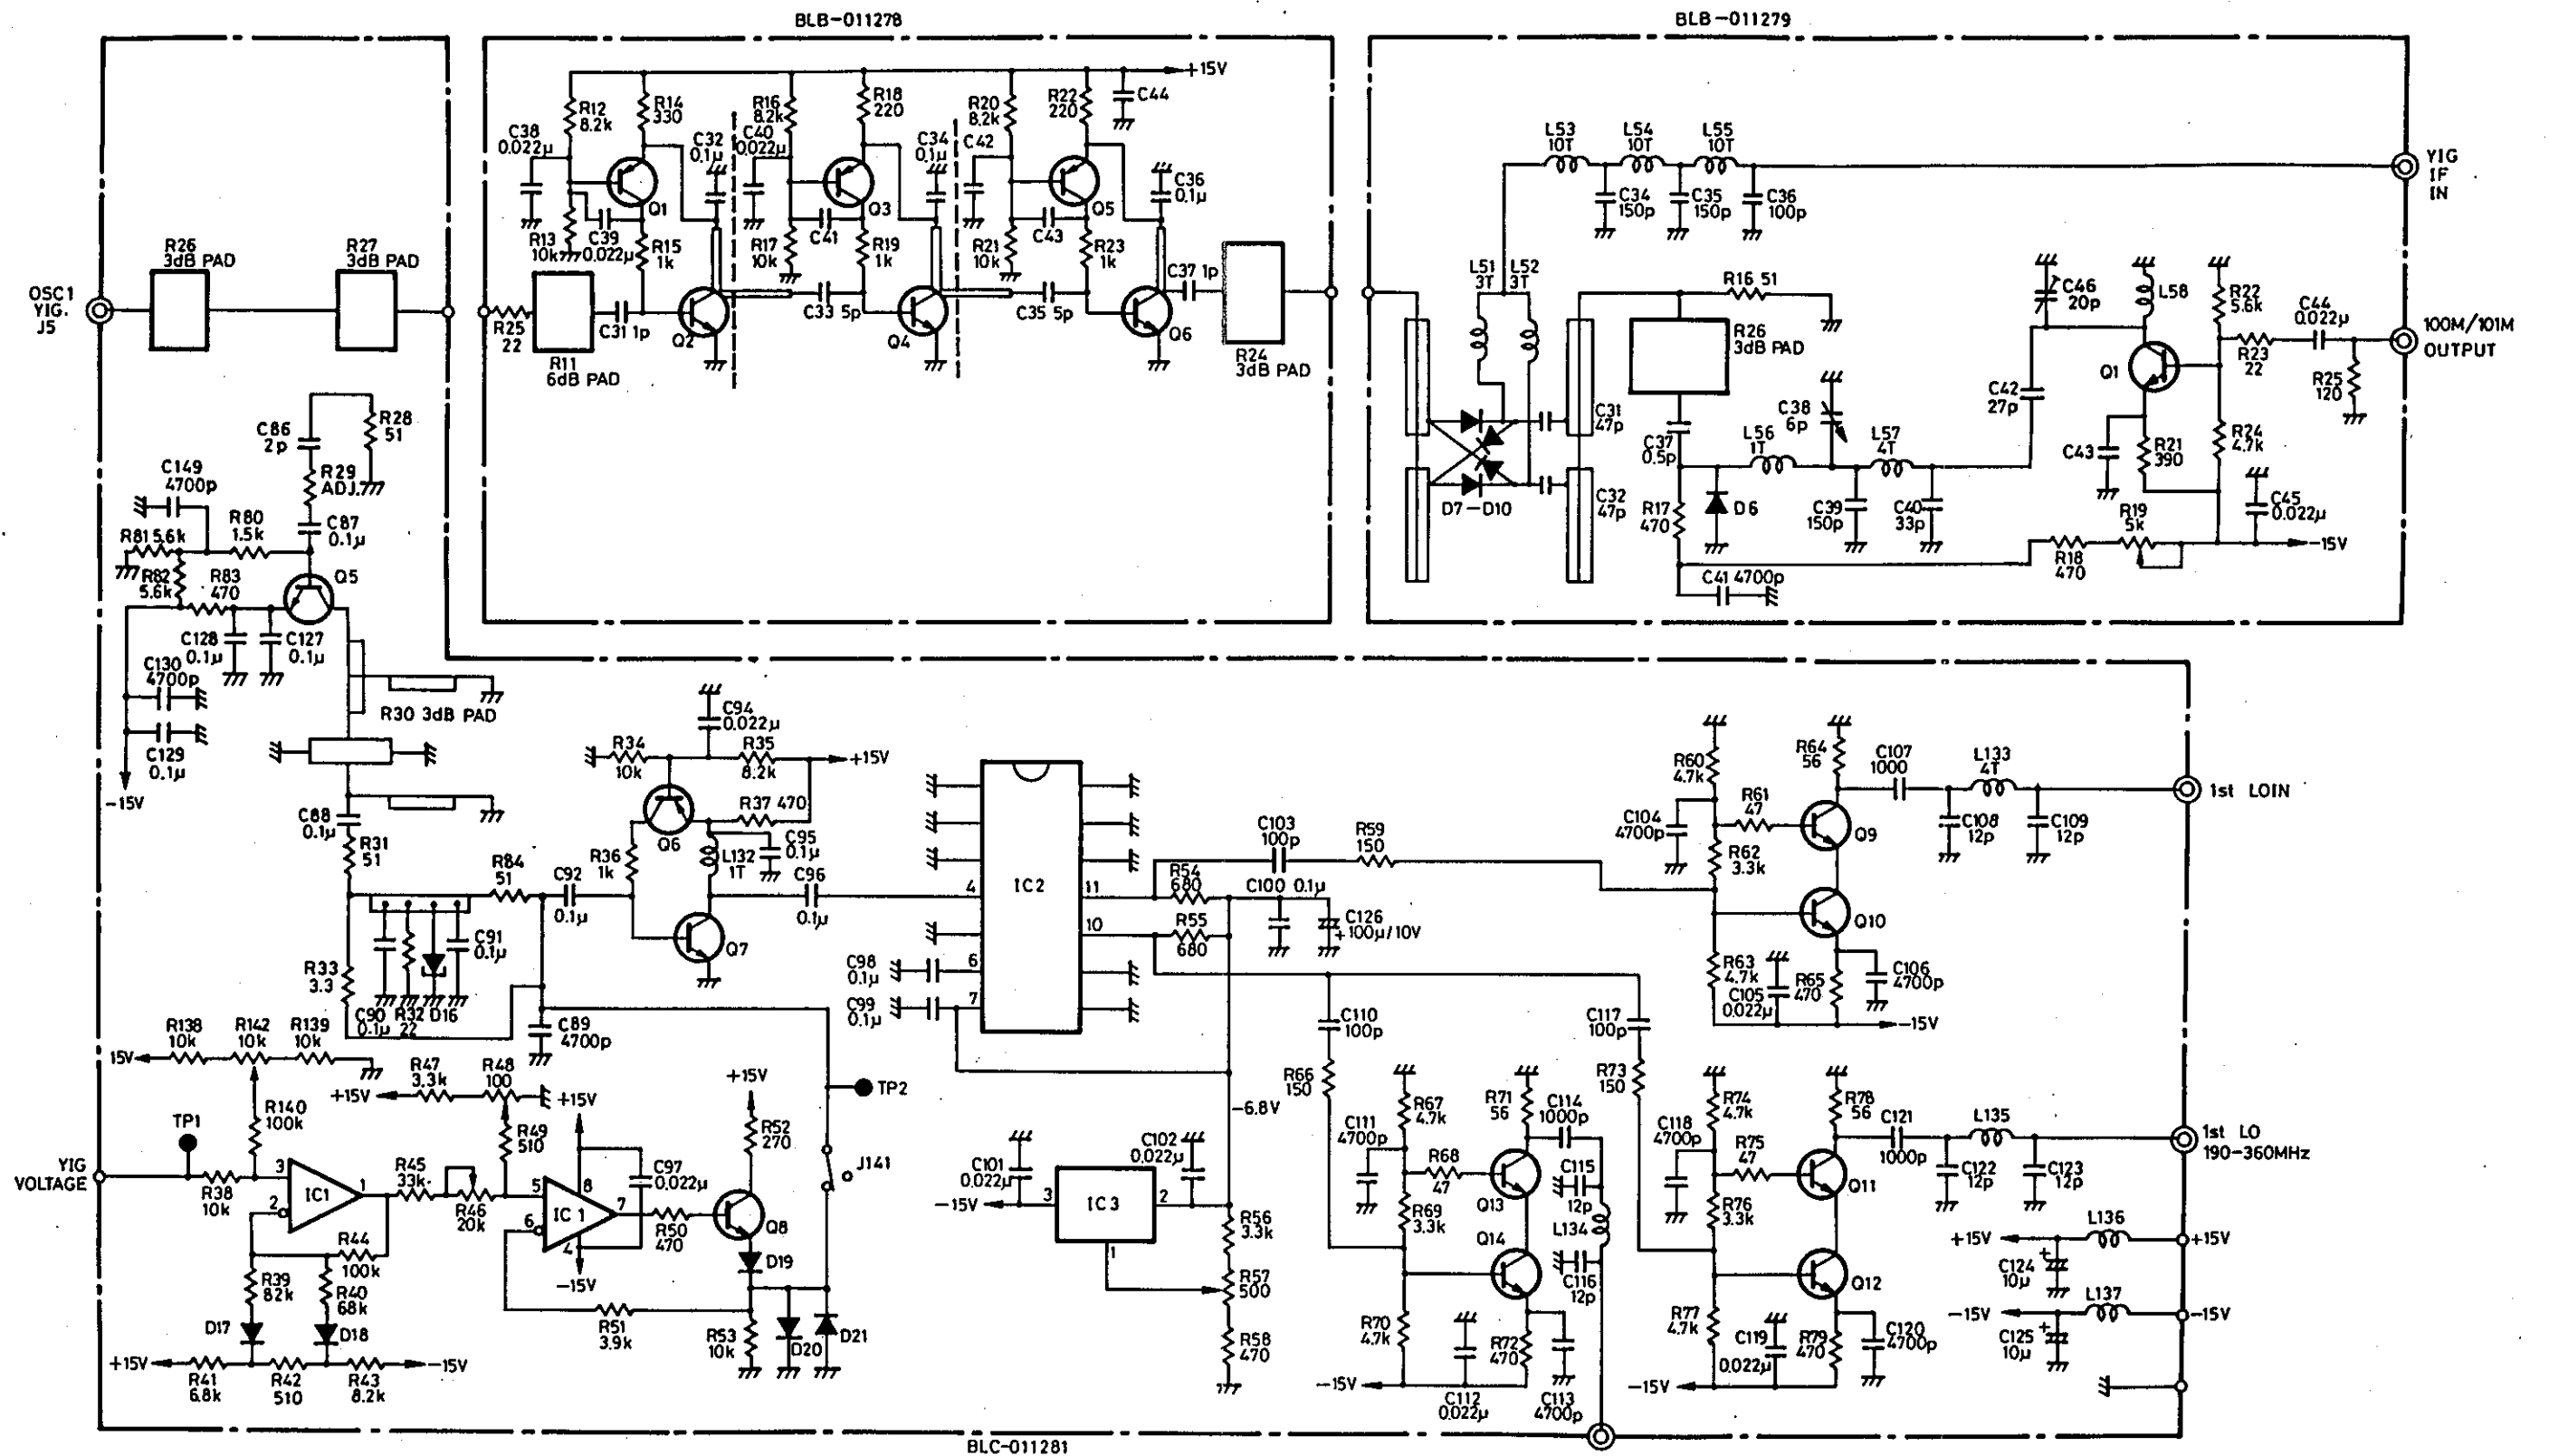 BLB-011278
BLB-011279
+15V
R12
8.2k
R14
330
C38
0.022μ
C32
0.1μ
Q1
R13
10k
C39
0.022μ
R15
1k
R16
8.2k
C40
0.022μ
R18
220
C34
0.1μ
Q3
R17
10k
C41
R19
1k
R20
8.2k
C42
R22
220
C44
C36
0.1μ
Q5
R21
10k
C43
R23
1k
R25
22
R11
6dB PAD
C31 1p
Q2
C33 5p
Q4
C35 5p
Q6
C37 1p
R24
3dB PAD
OSC1
YIG.
J5
R26
3dB PAD
R27
3dB PAD
L53
10T
L54
10T
L55
10T
C34
150p
C35
150p
C36
100p
YIG
IF
IN
L51
3T
L52
3T
R16 51
R26
3dB PAD
C31
47p
C32
47p
D7-D10
C37
0.5p
R17
470
D6
L56
1T
C38
6p
L57
4T
C39
150p
C40
33p
C41 4700p
C42
27p
C46
20p
L58
Q1
R22
5.6k
R23
22
C44
0.022μ
R25
120
100M/101M
OUTPUT
C43
R21
390
R24
4.7k
R18
470
R19
5k
C45
0.022μ
-15V
C86
2p
R28
51
R29
ADJ.
C149
4700p
R80
1.5k
C87
0.1μ
R81 5.6k
R82
5.6k
R83
470
Q5
C128
0.1μ
C127
0.1μ
C130
4700p
C129
0.1μ
-15V
R30 3dB PAD
C88
0.1μ
R31
51
R84
51
C92
0.1μ
R33
3.3
C90
0.1μ
R32
22
D16
C91
0.1μ
C89
4700p
C94
0.022μ
R34
10k
R35
8.2k
+15V
R37 470
Q6
R36
1k
L132
1T
C95
0.1μ
C96
0.1μ
Q7
IC2
4
11
10
6
7
C98
0.1μ
C99
0.1μ
C103
100p
R59
150
R54
680
R55
680
C100 0.1μ
C126
+ 100μ/10V
R60
4.7k
R61
47
C104
4700p
R62
3.3k
R64
56
C107
1000
L133
4T
C108
12p
C109
12p
1st LOIN
Q9
Q10
R63
4.7k
C105
0.022μ
R65
470
C106
4700p
-15V
C110
100p
R66
150
C117
100p
R73
150
R138
10k
R142
10k
R139
10k
15V
R140
100k
TP1
YIG
VOLTAGE
R38
10k
3
2
1
IC1
R44
100k
R39
82k
R40
68k
D17
D18
+15V
R41
6.8k
R42
510
R43
8.2k
-15V
R45
33k
R46
20k
R47
3.3k
R48
100
+15V
R49
510
+15V
5
6
8
7
4
IC 1
-15V
C97
0.022μ
R50
470
R51
3.9k
+15V
R52
270
Q8
D19
R53
10k
D20
D21
TP2
J141
-6.8V
C101
0.022μ
C102
0.022μ
-15V
3
IC3
2
1
R56
3.3k
R57
500
R58
470
R67
4.7k
C111
4700p
R68
47
R69
3.3k
R70
4.7k
R71
56
C114
1000p
C115
12p
L134
C116
12p
Q13
Q14
R72
470
C112
0.022μ
C113
4700p
-15V
R74
4.7k
C118
4700p
R75
47
R76
3.3k
R77
4.7k
R78
56
C121
1000p
L135
C122
12p
C123
12p
1st LO
190-360MHz
Q11
Q12
C119
0.022μ
R79
470
C120
4700p
-15V
L136
+15V
+15V
+
C124
10μ
L137
-15V
-15V
+
C125
10μ
BLC-011281